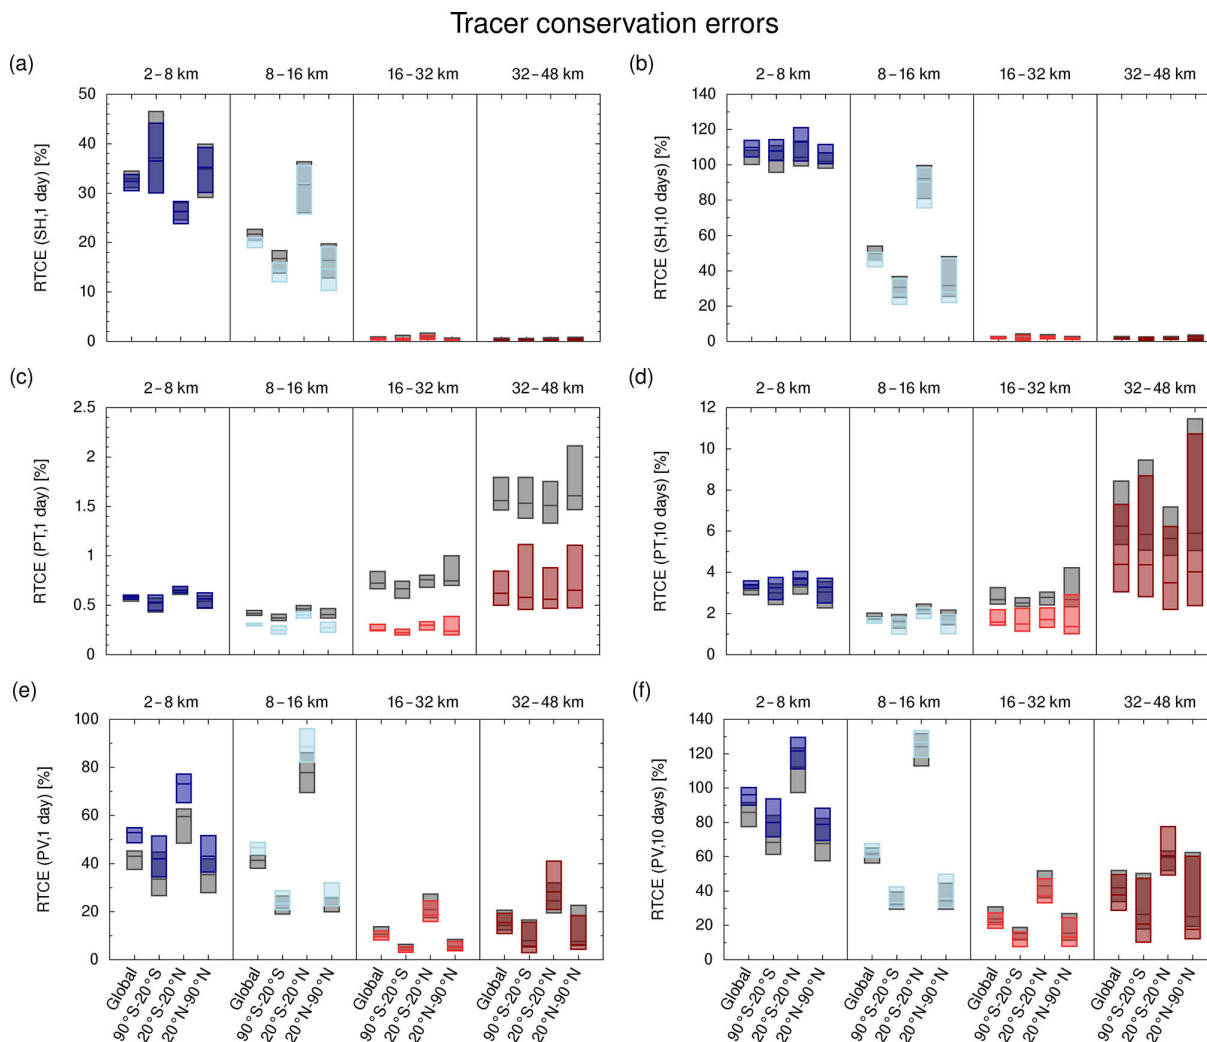 Tracer conservation errors
(a)
2–8 km
8–16 km
16–32 km
32–48 km
RTCE (SH,1 day) [%]
50
40
30
20
10
0
(b)
2–8 km
8–16 km
16–32 km
32–48 km
RTCE (SH,10 days) [%]
140
120
100
80
60
40
20
0
(c)
2–8 km
8–16 km
16–32 km
32–48 km
RTCE (PT,1 day) [%]
2.5
2
1.5
1
0.5
0
(d)
2–8 km
8–16 km
16–32 km
32–48 km
RTCE (PT,10 days) [%]
12
10
8
6
4
2
0
(e)
2–8 km
8–16 km
16–32 km
32–48 km
RTCE (PV,1 day) [%]
100
80
60
40
20
0
Global
90°S-20°S
20°S-20°N
20°N-90°N
Global
90°S-20°S
20°S-20°N
20°N-90°N
Global
90°S-20°S
20°S-20°N
20°N-90°N
Global
90°S-20°S
20°S-20°N
20°N-90°N
(f)
2–8 km
8–16 km
16–32 km
32–48 km
RTCE (PV,10 days) [%]
140
120
100
80
60
40
20
0
Global
90°S-20°S
20°S-20°N
20°N-90°N
Global
90°S-20°S
20°S-20°N
20°N-90°N
Global
90°S-20°S
20°S-20°N
20°N-90°N
Global
90°S-20°S
20°S-20°N
20°N-90°N